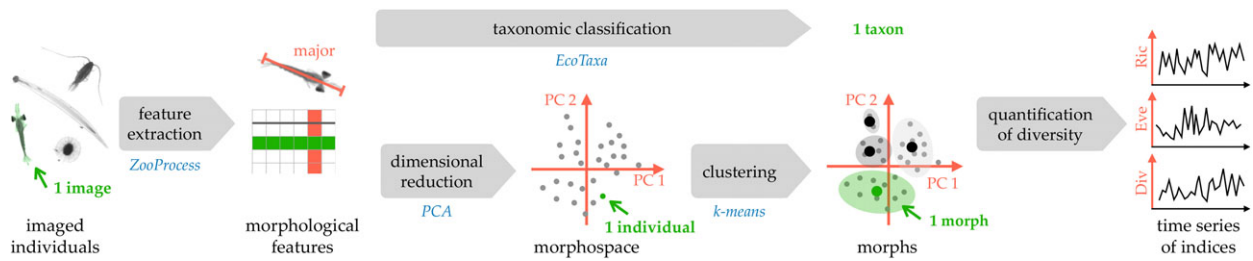 taxonomic classification
EcoTaxa
1 taxon
feature
extraction
ZooProcess
1 image
imaged
individuals
major
morphological
features
dimensional
reduction
PCA
PC 2
PC 1
1 individual
morphospace
clustering
k-means
PC 2
PC 1
1 morph
morphs
quantification
of diversity
Ric
Eve
Div
time series
of indices